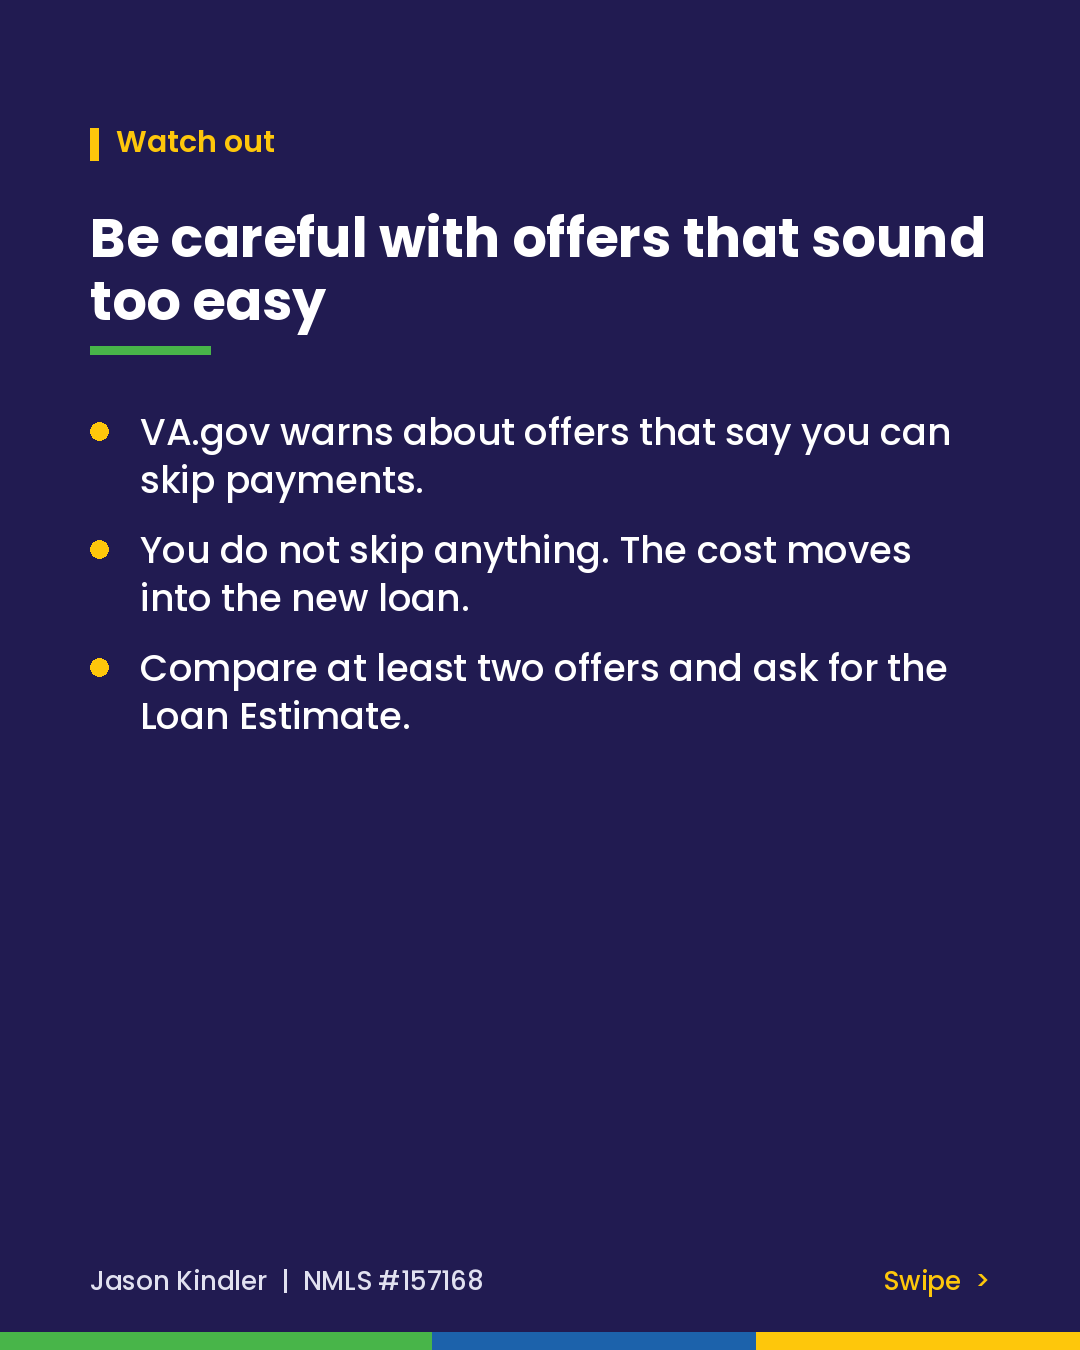 Watch out
Be careful with offers that sound
too easy
VA.gov warns about offers that say you can
skip payments.
You do not skip anything. The cost moves
into the new loan.
Compare at least two offers and ask for the
Loan Estimate.
Jason Kindler | NMLS #157168
Swipe >